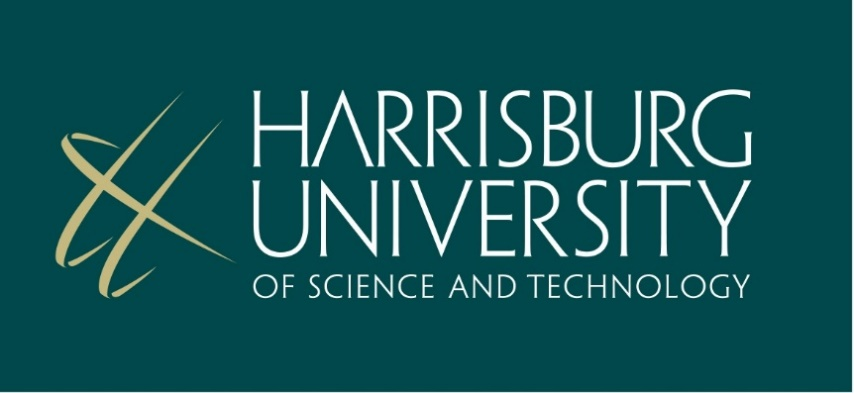 HARRISBURG
UNIVERSITY
OF SCIENCE AND TECHNOLOGY